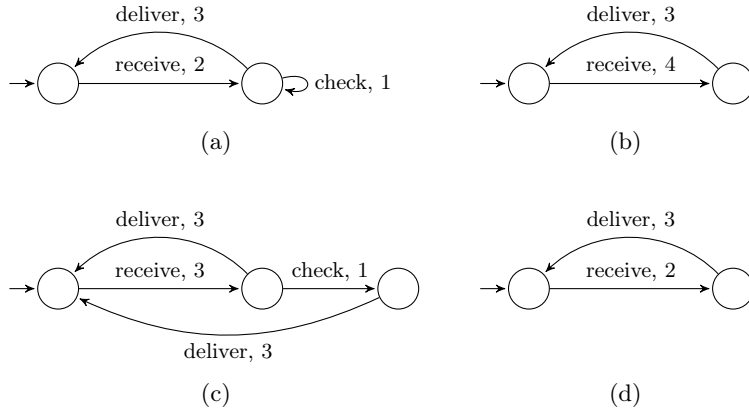 deliver, 3
receive, 2
check, 1
(a)
deliver, 3
receive, 4
(b)
deliver, 3
receive, 3
check, 1
deliver, 3
(c)
deliver, 3
receive, 2
(d)